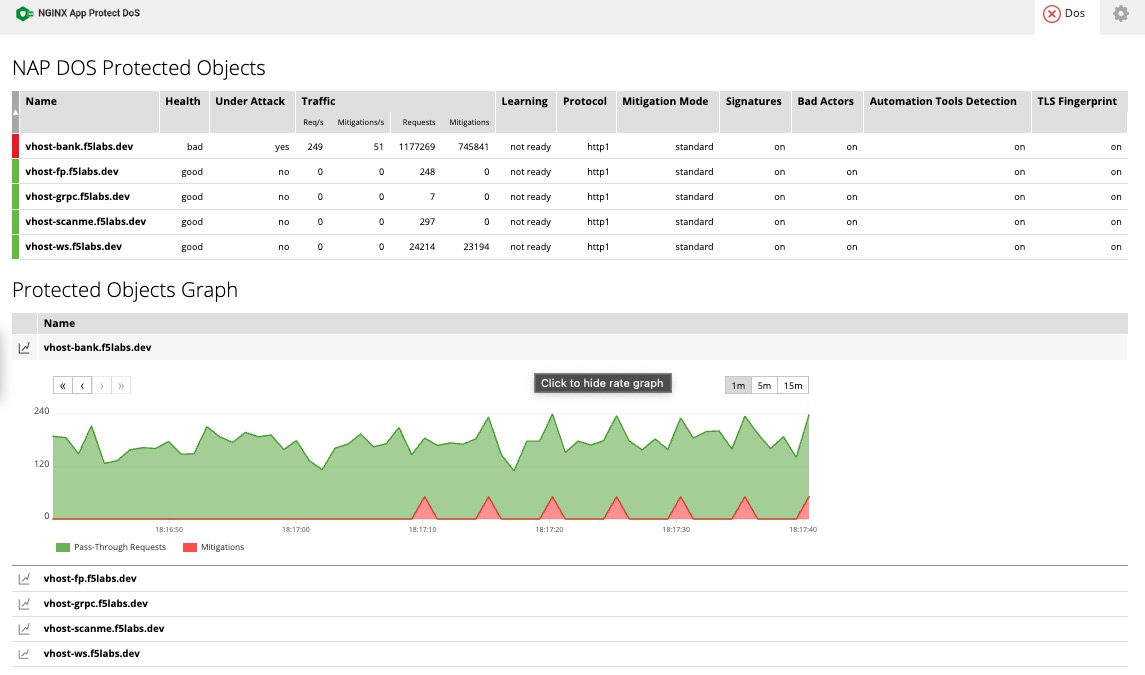 NGINX App Protect DoS
Dos
NAP DOS Protected Objects
Name Health Under Attack Traffic Learning Protocol Mitigation Mode Signatures Bad Actors Automation Tools Detection TLS Fingerprint
Req/s Mitigations/s Requests Mitigations
vhost-bank.f5labs.dev bad yes 249 51 1177269 745841 not ready http1 standard on on on on
vhost-fp.f5labs.dev good no 0 0 248 0 not ready http1 standard on on on on
vhost-grpc.f5labs.dev good no 0 0 7 0 not ready http1 standard on on on on
vhost-scanme.f5labs.dev good no 0 0 297 0 not ready http1 standard on on on on
vhost-ws.f5labs.dev good no 0 0 24214 23194 not ready http1 standard on on on on
Protected Objects Graph
Name
vhost-bank.f5labs.dev
« ‹ › » Click to hide rate graph 1m 5m 15m
240
120
0
18:16:50 18:17:00 18:17:10 18:17:20 18:17:30 18:17:40
Pass-Through Requests Mitigations
vhost-fp.f5labs.dev
vhost-grpc.f5labs.dev
vhost-scanme.f5labs.dev
vhost-ws.f5labs.dev